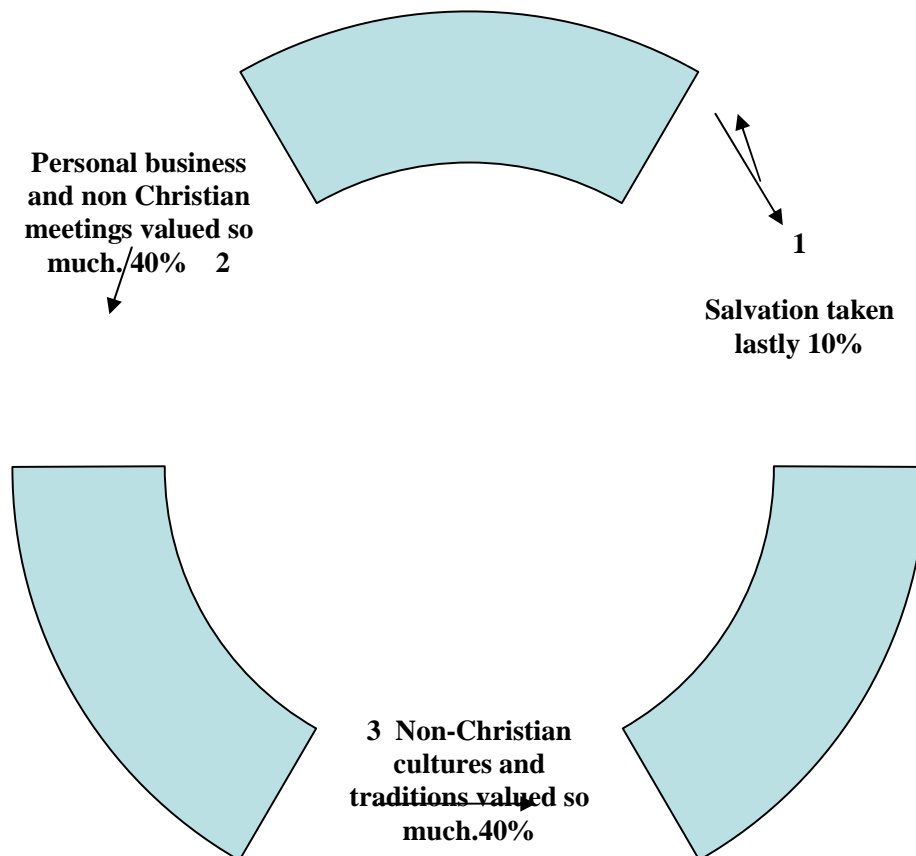 Personal business
and non Christian
meetings valued so
much. 40% 2
1
Salvation taken
lastly 10%
3 Non-Christian
cultures and
traditions valued so
much.40%